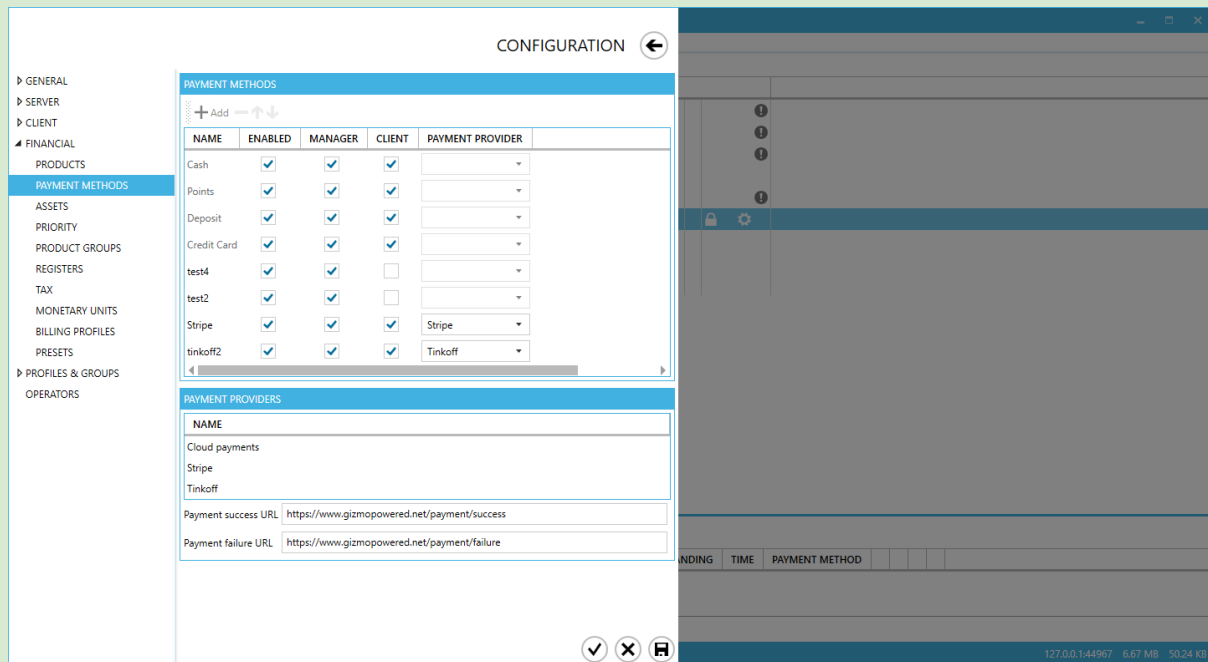 CONFIGURATION
GENERAL
SERVER
CLIENT
FINANCIAL
PRODUCTS
PAYMENT METHODS
ASSETS
PRIORITY
PRODUCT GROUPS
REGISTERS
TAX
MONETARY UNITS
BILLING PROFILES
PRESETS
PROFILES & GROUPS
OPERATORS
PAYMENT METHODS
Add
NAME ENABLED MANAGER CLIENT PAYMENT PROVIDER
Cash
Points
Deposit
Credit Card
test4
test2
Stripe Stripe
tinkoff2 Tinkoff
PAYMENT PROVIDERS
NAME
Cloud payments
Stripe
Tinkoff
Payment success URL https://www.gizmopowered.net/payment/success
Payment failure URL https://www.gizmopowered.net/payment/failure
NDING TIME PAYMENT METHOD
127.0.0.1:44967 6.67 MB 50.24 KB